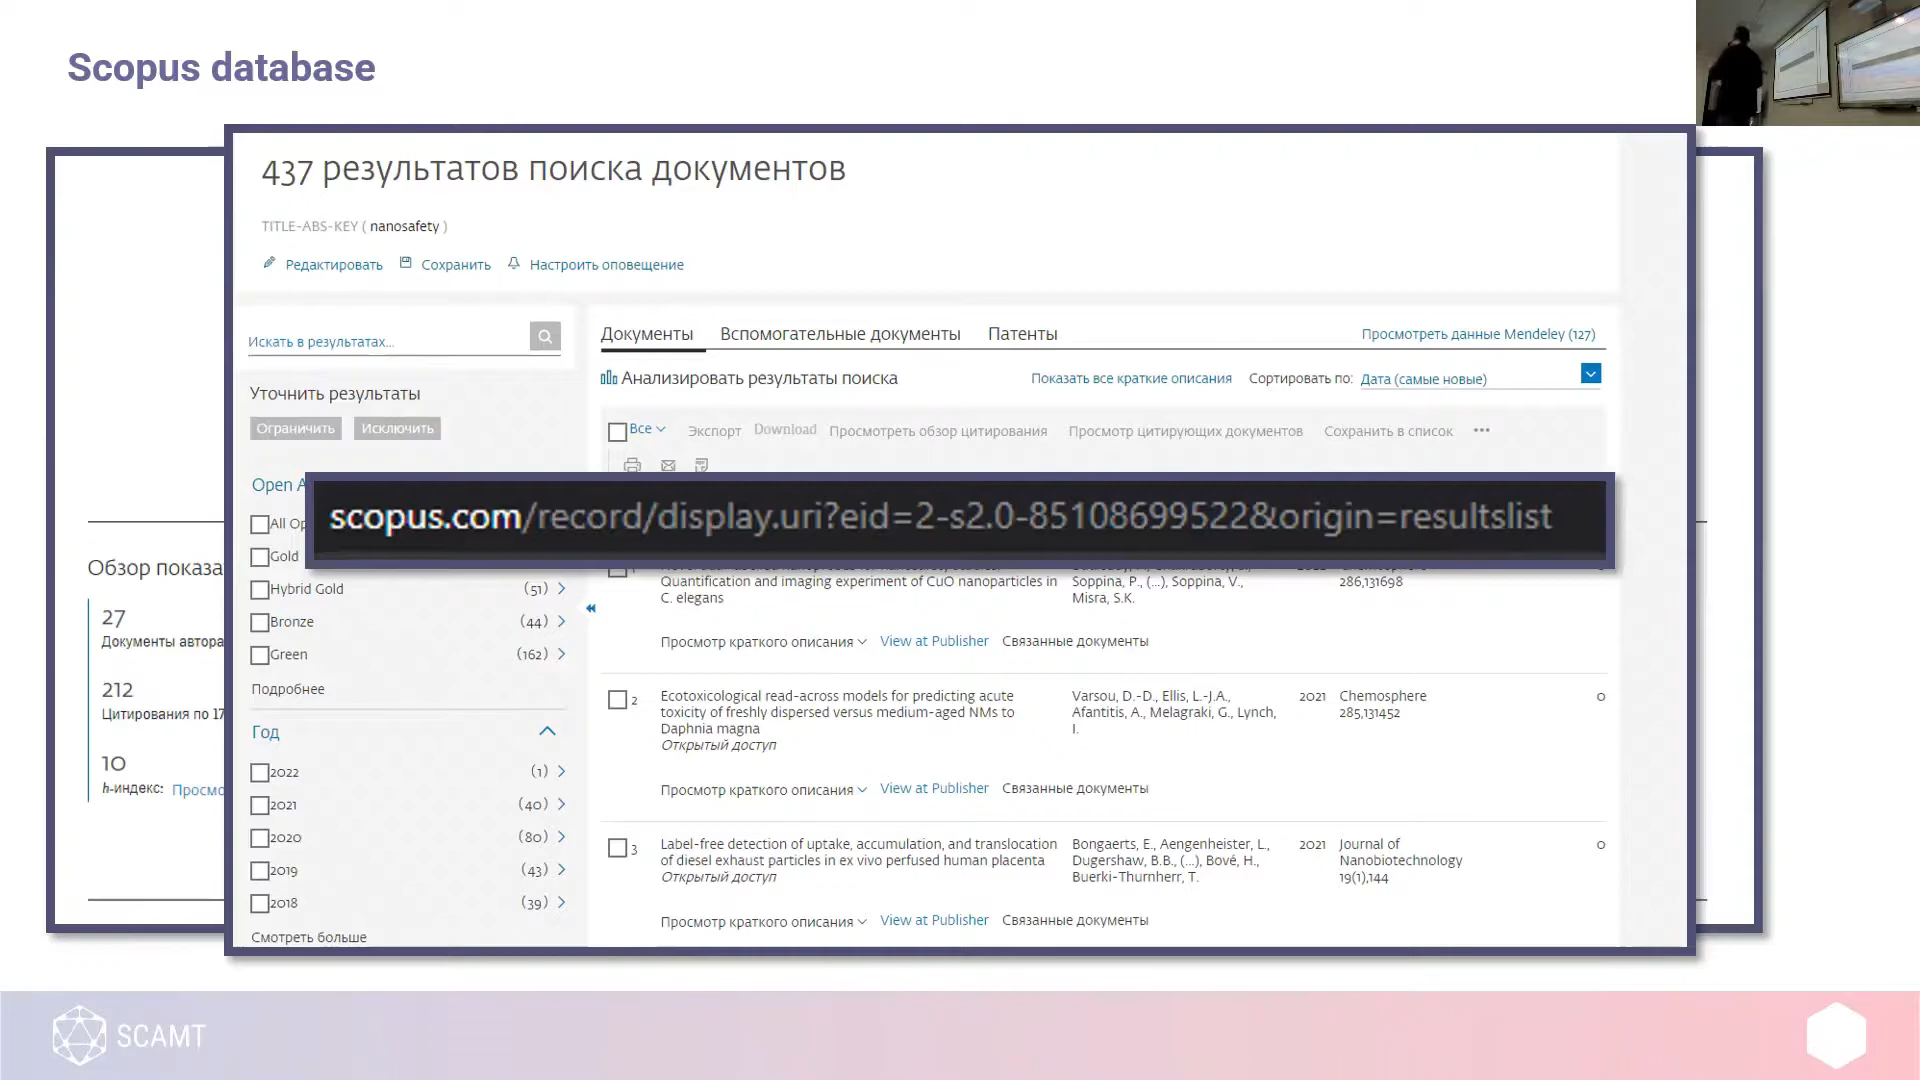 Scopus database
437 результатов поиска документов
TITLE-ABS-KEY ( nanosafety )
Редактировать Сохранить Настроить оповещение
Искать в результатах...
Документы Вспомогательные документы Патенты Просмотреть данные Mendeley (127)
Анализировать результаты поиска Показать все краткие описания Сортировать по: Дата (самые новые)
Уточнить результаты
Ограничить Исключить
Все Экспорт Download Просмотреть обзор цитирования Просмотр цитирующих документов Сохранить в список ...
Open A
scopus.com/record/display.uri?eid=2-s2.0-85108699522&origin=resultslist
All Op
Gold
Hybrid Gold (51)
Bronze (44)
Green (162)
Подробнее
Год
2022 (1)
2021 (40)
2020 (80)
2019 (43)
2018 (39)
Смотреть больше
Quantification and imaging experiment of CuO nanoparticles in
C. elegans
Soppina, P., (...), Soppina, V.,
Misra, S.K.
286,131698
Просмотр краткого описания View at Publisher Связанные документы
2 Ecotoxicological read-across models for predicting acute
toxicity of freshly dispersed versus medium-aged NMs to
Daphnia magna
Открытый доступ
Varsou, D.-D., Ellis, L.-J.A.,
Afantitis, A., Melagraki, G., Lynch,
I.
2021 Chemosphere
285,131452
0
Просмотр краткого описания View at Publisher Связанные документы
3 Label-free detection of uptake, accumulation, and translocation
of diesel exhaust particles in ex vivo perfused human placenta
Открытый доступ
Bongaerts, E., Aengenheister, L.,
Dugershaw, B.B., (...), Bové, H.,
Buerki-Thurnherr, T.
2021 Journal of
Nanobiotechnology
19(1),144
0
Просмотр краткого описания View at Publisher Связанные документы
Обзор показа
27
Документы автора
212
Цитирования по 17
10
h-индекс: Просмо
SCAMT